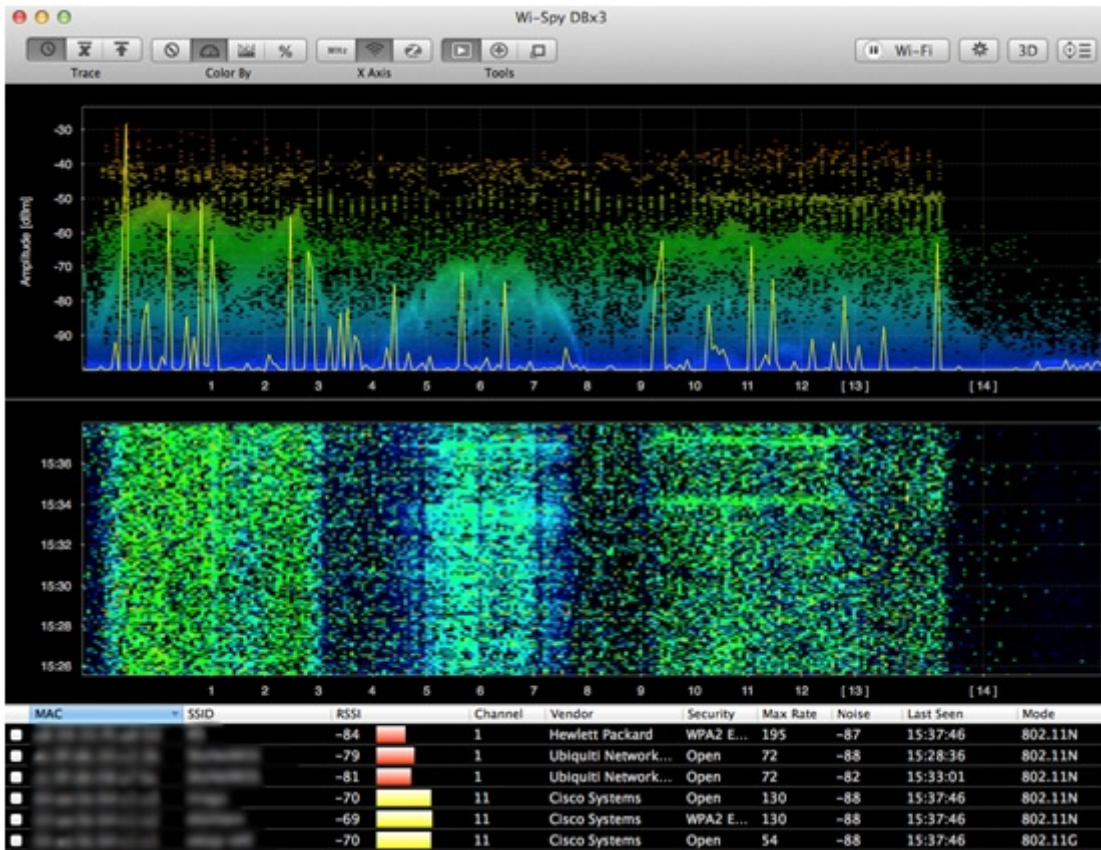 Wi-Spy DBx3
MHz % Wi-Fi 3D
Trace Color By X Axis Tools
Amplitude [dBm]
-30
-40
-50
-60
-70
-80
-90
1 2 3 4 5 6 7 8 9 10 11 12 [ 13 ] [ 14 ]
15:36
15:34
15:32
15:30
15:28
15:26
1 2 3 4 5 6 7 8 9 10 11 12 [ 13 ] [ 14 ]
MAC SSID RSSI Channel Vendor Security Max Rate Noise Last Seen Mode
-84 1 Hewlett Packard WPA2 E... 195 -87 15:37:46 802.11N
-79 1 Ubiquiti Network... Open 72 -88 15:28:36 802.11N
-81 1 Ubiquiti Network... Open 72 -82 15:33:01 802.11N
-70 11 Cisco Systems Open 130 -88 15:37:46 802.11N
-69 11 Cisco Systems WPA2 E... 130 -88 15:37:46 802.11N
-70 11 Cisco Systems Open 54 -88 15:37:46 802.11G